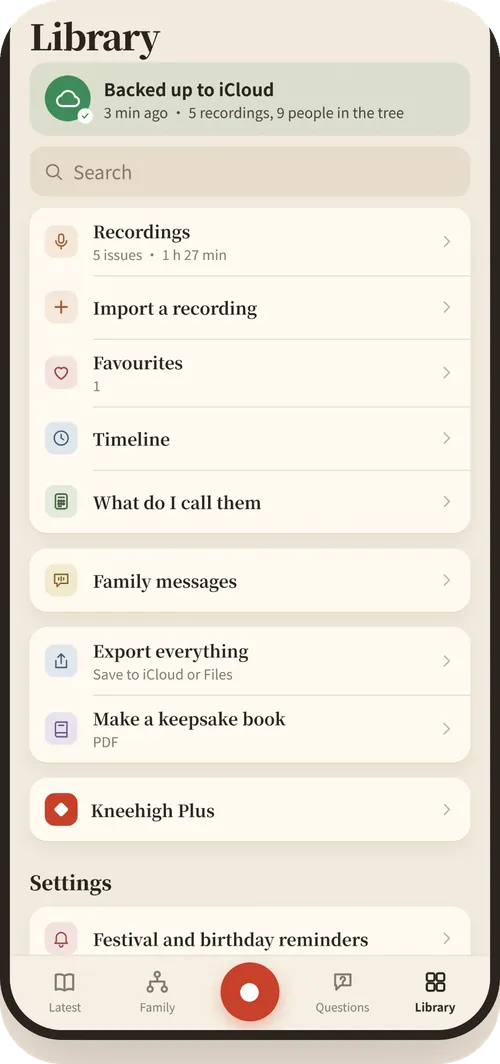 Library
Backed up to iCloud
3 min ago • 5 recordings, 9 people in the tree
Search
Recordings
5 issues • 1 h 27 min
Import a recording
Favourites
1
Timeline
What do I call them
Family messages
Export everything
Save to iCloud or Files
Make a keepsake book
PDF
Kneehigh Plus
Settings
Festival and birthday reminders
Latest
Family
Questions
Library